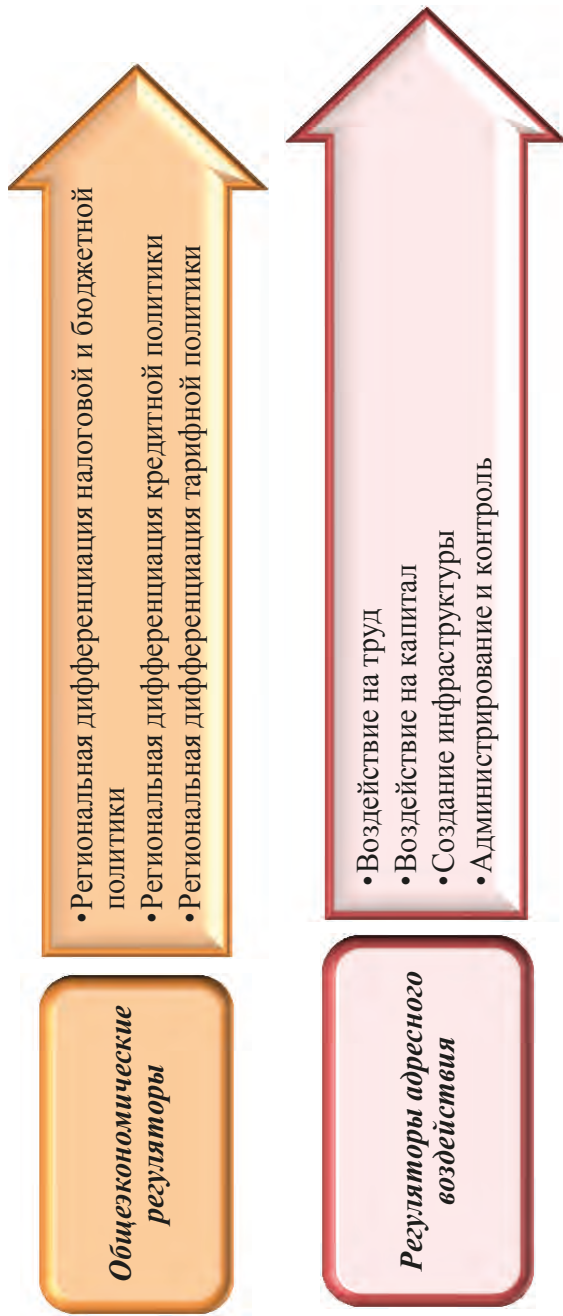 Общеэкономические
регуляторы
•Региональная дифференциация налоговой и бюджетной
политики
•Региональная дифференциация кредитной политики
•Региональная дифференциация тарифной политики
Регуляторы адресного
воздействия
•Воздействие на труд
•Воздействие на капитал
•Создание инфраструктуры
•Администрирование и контроль